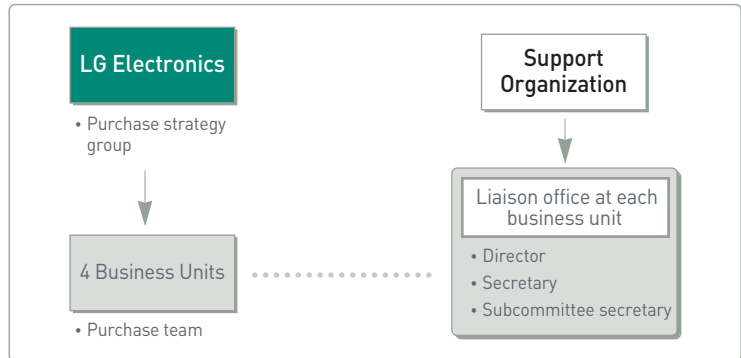 LG Electronics
• Purchase strategy
group
4 Business Units
• Purchase team
Support
Organization
Liaison office at each
business unit
• Director
• Secretary
• Subcommittee secretary